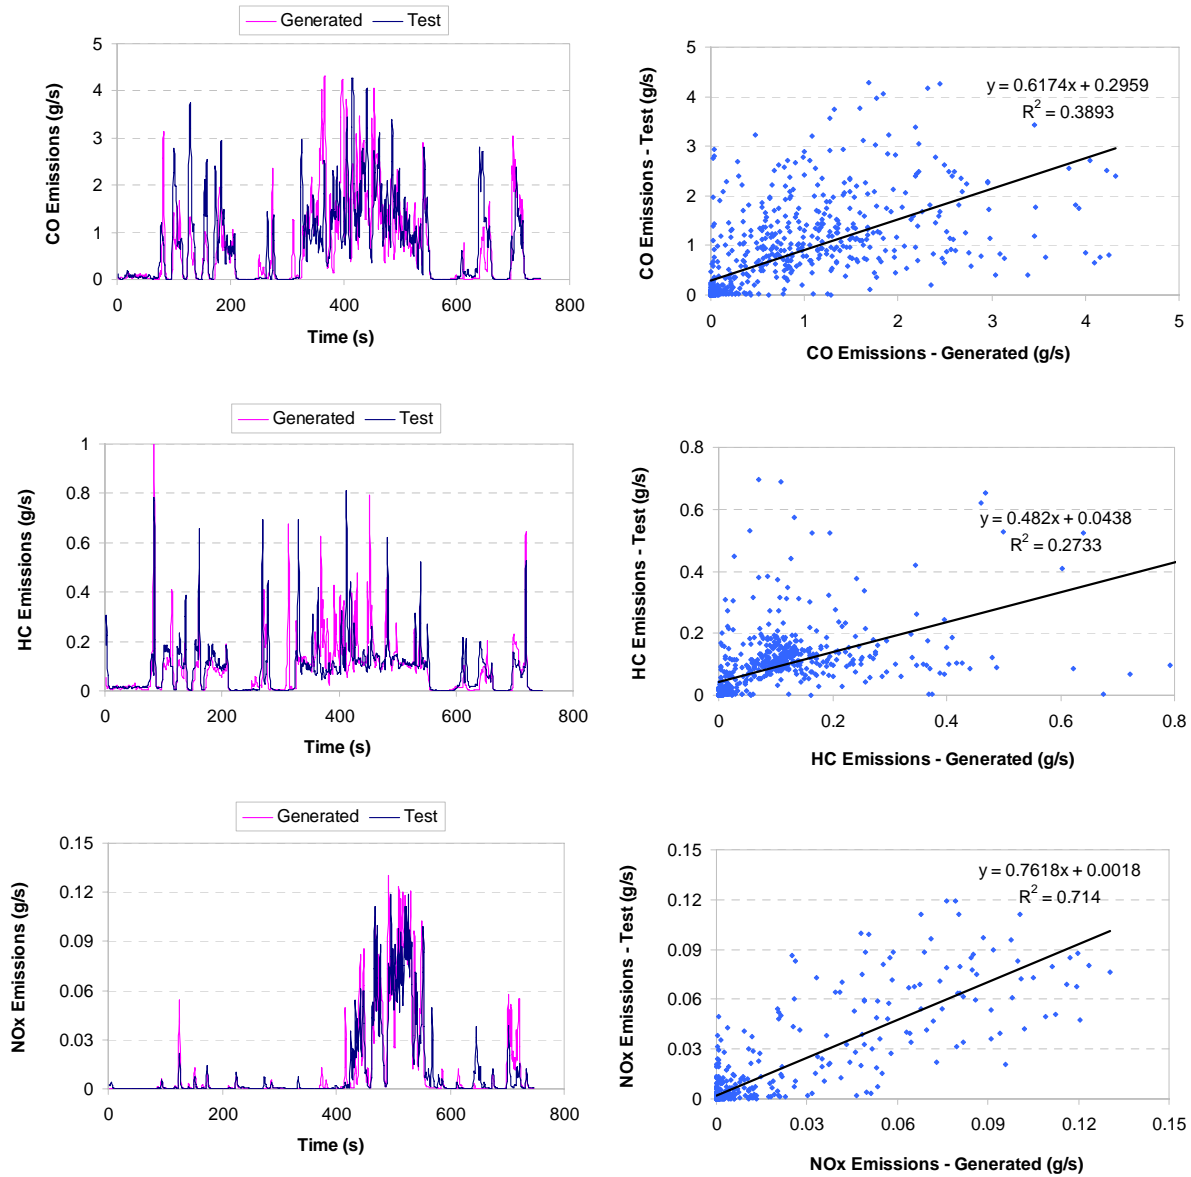 Generated Test
5
4
3
2
1
0
CO Emissions (g/s)
0 200 400 600 800
Time (s)
5
4
3
2
1
0
CO Emissions - Test (g/s)
y = 0.6174x + 0.2959
R2 = 0.3893
0 1 2 3 4 5
CO Emissions - Generated (g/s)
Generated Test
1
0.8
0.6
0.4
0.2
0
HC Emissions (g/s)
0 200 400 600 800
Time (s)
0.8
0.6
0.4
0.2
0
HC Emissions - Test (g/s)
y = 0.482x + 0.0438
R2 = 0.2733
0 0.2 0.4 0.6 0.8
HC Emissions - Generated (g/s)
Generated Test
0.15
0.12
0.09
0.06
0.03
0
NOx Emissions (g/s)
0 200 400 600 800
Time (s)
0.15
0.12
0.09
0.06
0.03
0
NOx Emissions - Test (g/s)
y = 0.7618x + 0.0018
R2 = 0.714
0 0.03 0.06 0.09 0.12 0.15
NOx Emissions - Generated (g/s)